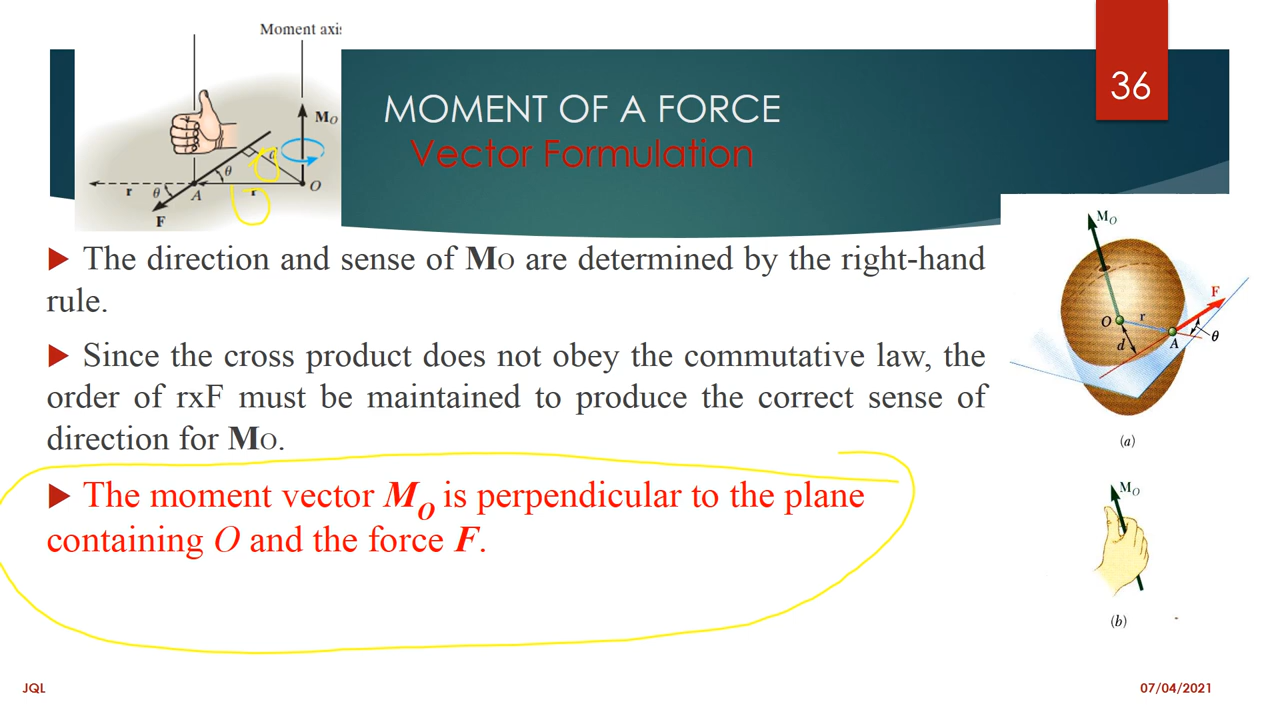 Moment axis
36
MOMENT OF A FORCE
Vector Formulation
MO
d
θ
r
θ
A
r
O
F
► The direction and sense of MO are determined by the right-hand
rule.
► Since the cross product does not obey the commutative law, the
order of rxF must be maintained to produce the correct sense of
direction for MO.
► The moment vector MO is perpendicular to the plane
containing O and the force F.
MO
F
O
r
θ
d
A
(a)
MO
(b)
JQL
07/04/2021